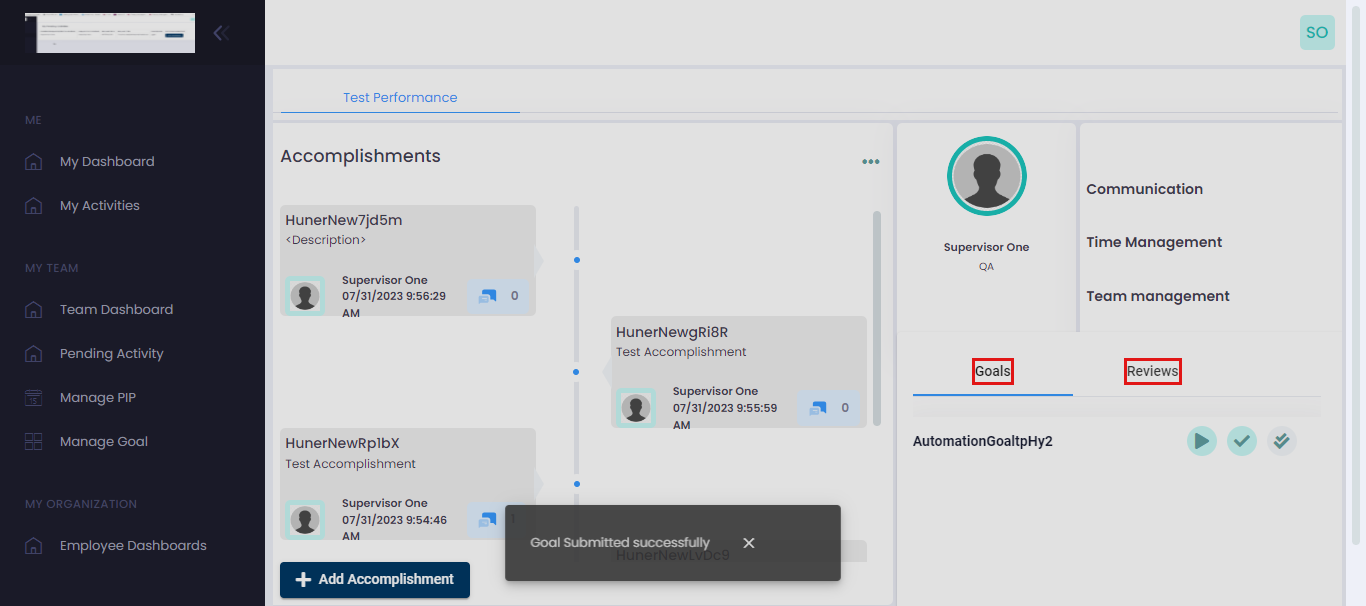 SO
ME
My Dashboard
My Activities
MY TEAM
Team Dashboard
Pending Activity
Manage PIP
Manage Goal
MY ORGANIZATION
Employee Dashboards
Test Performance
Accomplishments
HunerNew7jd5m
<Description>
Supervisor One
07/31/2023 9:56:29
AM
0
HunerNewgRi8R
Test Accomplishment
Supervisor One
07/31/2023 9:55:59
AM
0
HunerNewRp1bX
Test Accomplishment
Supervisor One
07/31/2023 9:54:46
AM
HunerNewLvDc9
Add Accomplishment
Goal Submitted successfully
Supervisor One
QA
Communication
Time Management
Team management
Goals
Reviews
AutomationGoaltpHy2